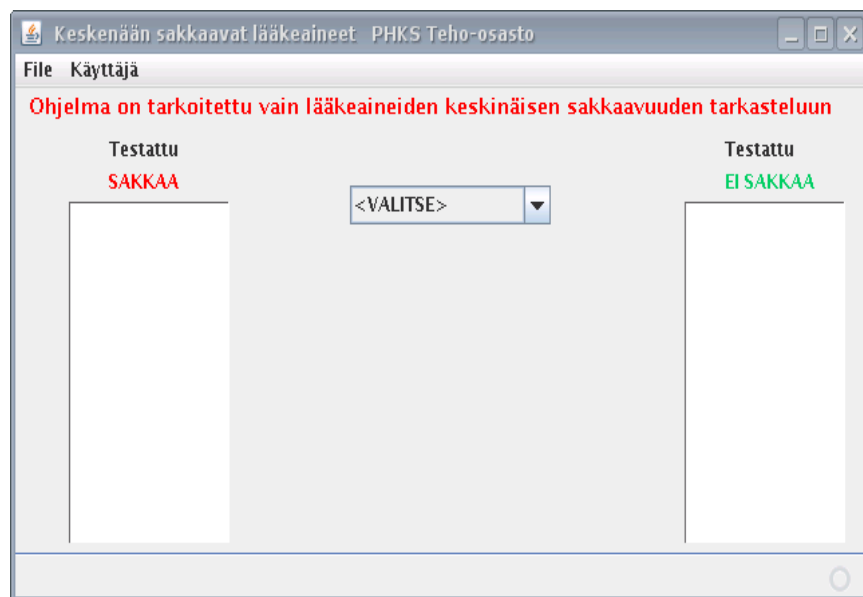 Keskenään sakkaavat lääkeaineet PHKS Teho-osasto
File Käyttäjä
Ohjelma on tarkoitettu vain lääkeaineiden keskinäisen sakkaavuuden tarkasteluun
Testattu
SAKKAA
<VALITSE>
Testattu
EI SAKKAA